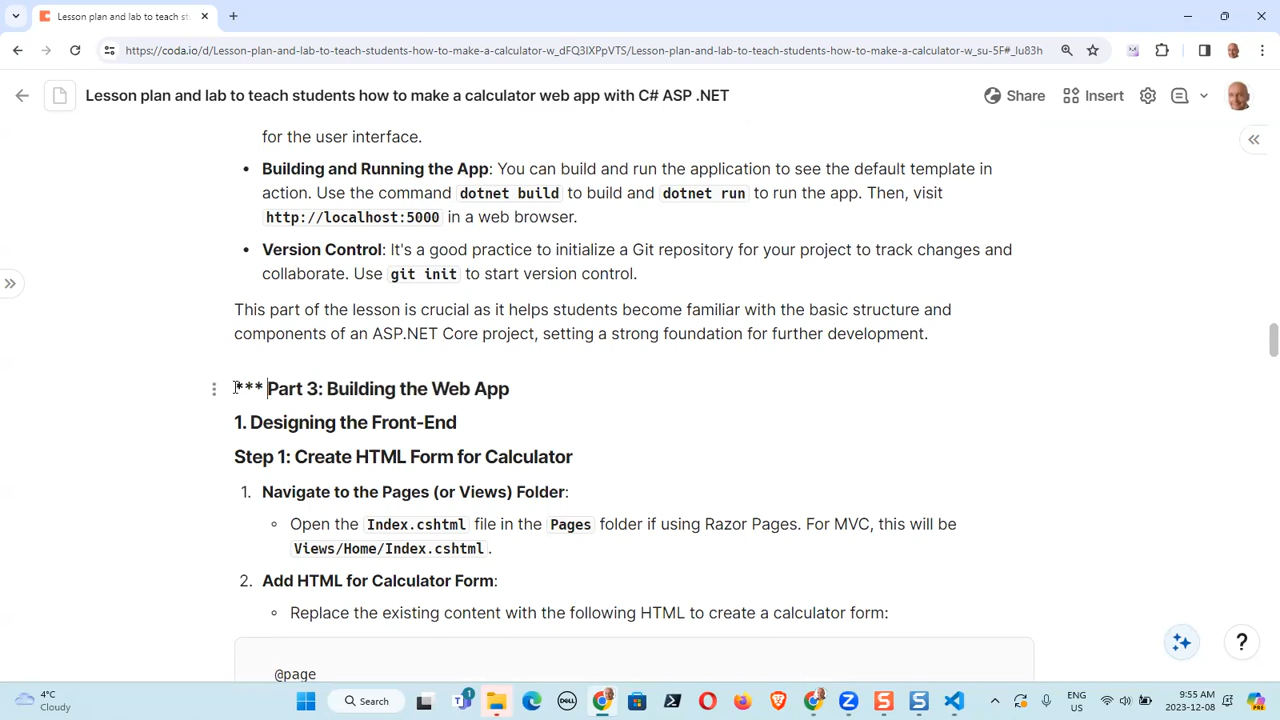 Lesson plan and lab to teach st
https://coda.io/d/Lesson-plan-and-lab-to-teach-students-how-to-make-a-calculator-w_dFQ3IXPpVTS/Lesson-plan-and-lab-to-teach-students-how-to-make-a-calculator-w_su-5F#_lu83h
Lesson plan and lab to teach students how to make a calculator web app with C# ASP .NET
Share
Insert
for the user interface.
• Building and Running the App: You can build and run the application to see the default template in
action. Use the command dotnet build to build and dotnet run to run the app. Then, visit
http://localhost:5000 in a web browser.
• Version Control: It's a good practice to initialize a Git repository for your project to track changes and
collaborate. Use git init to start version control.
This part of the lesson is crucial as it helps students become familiar with the basic structure and
components of an ASP.NET Core project, setting a strong foundation for further development.
*** Part 3: Building the Web App
1. Designing the Front-End
Step 1: Create HTML Form for Calculator
1. Navigate to the Pages (or Views) Folder:
Open the Index.cshtml file in the Pages folder if using Razor Pages. For MVC, this will be
Views/Home/Index.cshtml.
2. Add HTML for Calculator Form:
Replace the existing content with the following HTML to create a calculator form:
@page
4°C
Cloudy
Search
1
DELL
ENG
US
9:55 AM
2023-12-08